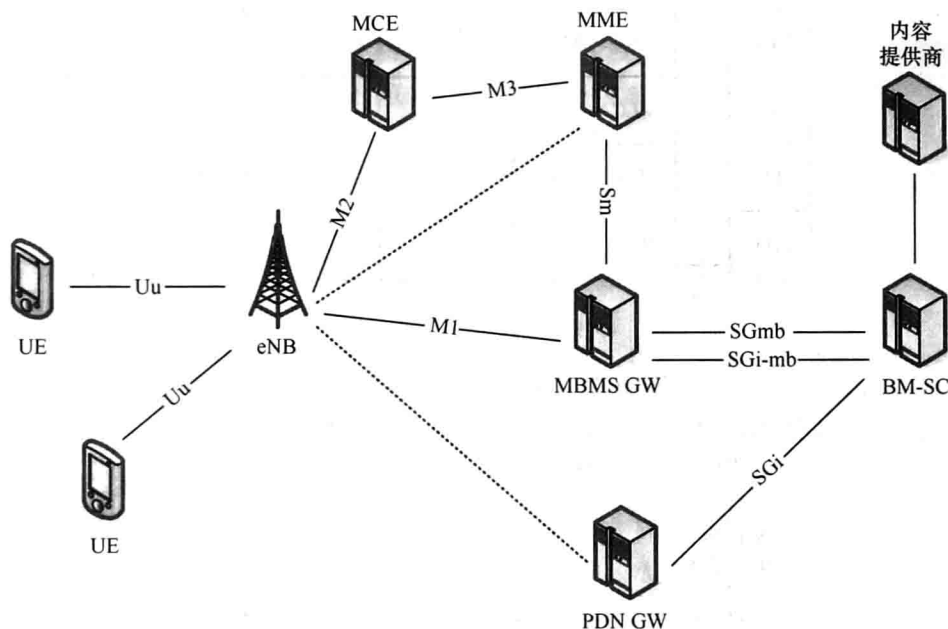 MCE
MME
内容
提供商
M3
M2
Sm
Uu
UE
eNB
M1
MBMS GW
SGmb
SGi-mb
BM-SC
Uu
UE
SGi
PDN GW